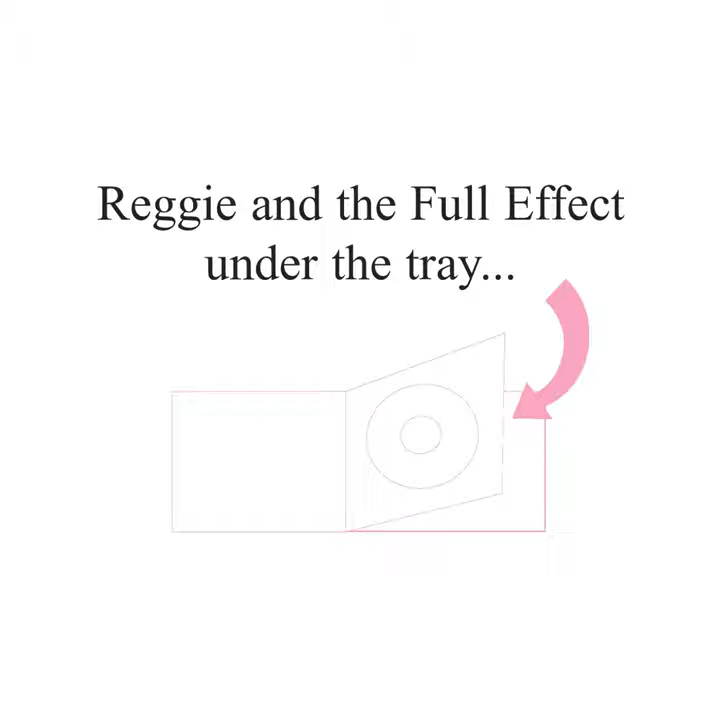 Reggie and the Full Effect
under the tray...